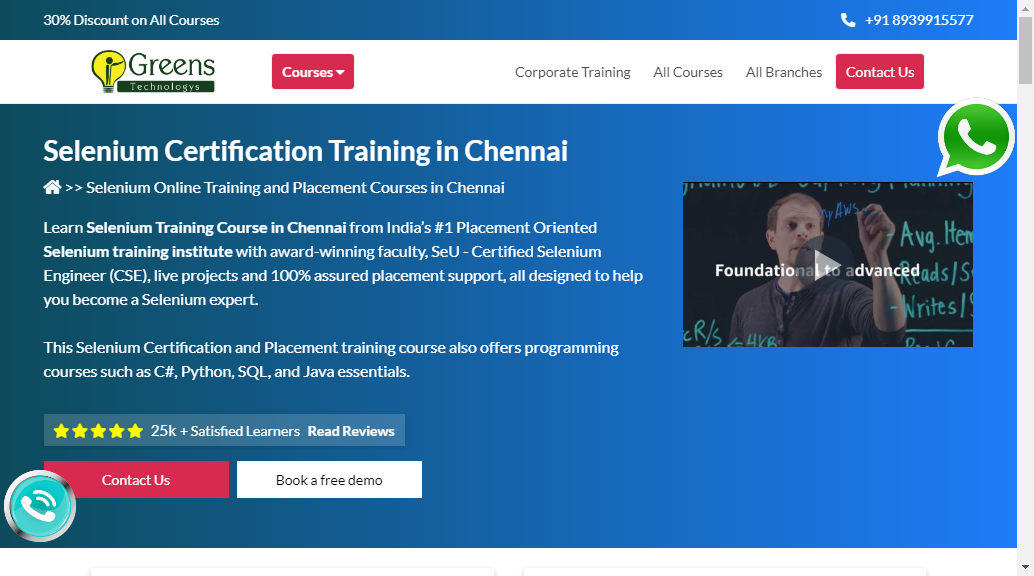 30% Discount on All Courses
+91 8939915577
Greens
Technologys
Courses
Corporate Training
All Courses
All Branches
Contact Us
Selenium Certification Training in Chennai
>> Selenium Online Training and Placement Courses in Chennai
Learn Selenium Training Course in Chennai from India’s #1 Placement Oriented
Selenium training institute with award-winning faculty, SeU - Certified Selenium
Engineer (CSE), live projects and 100% assured placement support, all designed to help
you become a Selenium expert.
This Selenium Certification and Placement training course also offers programming
courses such as C#, Python, SQL, and Java essentials.
my AWS
Avg. Item
Foundational to advanced
Reads/S
Writes/S
25k + Satisfied Learners Read Reviews
Contact Us
Book a free demo